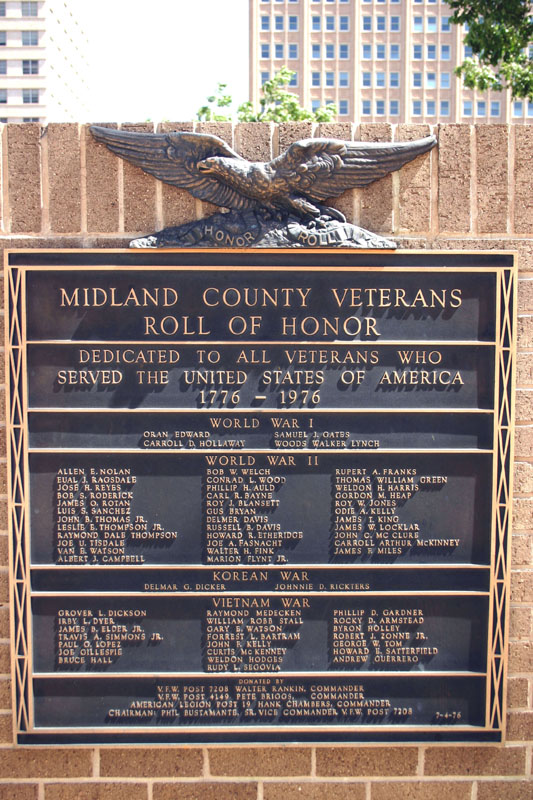 HONOR ROLL
MIDLAND COUNTY VETERANS
ROLL OF HONOR
DEDICATED TO ALL VETERANS WHO
SERVED THE UNITED STATES OF AMERICA
1776 - 1976
WORLD WAR I
ORAN EDWARD SAMUEL J. GATES
CARROLL D. HOLLAWAY WOODS WALKER LYNCH
WORLD WAR II
ALLEN E. NOLAN BOB W. WELCH RUPERT A. FRANKS
EUAL J. RAGSDALE CONRAD L. WOOD THOMAS WILLIAM GREEN
JOSE H. REYES PHILLIP H. AULD WELDON H. HARRIS
BOB S. RODERICK CARL R. BAYNE GORDON M. HEAP
JAMES O. ROTAN ROY J. BLANSETT ROY W. JONES
LUIS S. SANCHEZ GUS BRYAN ODIE A. KELLY
JOHN B. THOMAS JR. DELMER DAVIS JAMES T. KING
LESLIE E. THOMPSON JR. RUSSELL B. DAVIS JAMES W. LOCKLAR
RAYMOND DALE THOMPSON HOWARD R. ETHERIDGE JOHN O. MC CLURE
JOE U. TISDALE JOE A. FASNACHT CARROLL ARTHUR McKINNEY
VAN B. WATSON WALTER H. FINK JAMES F. MILES
ALBERT J. CAMPBELL MARION FLYNT JR.
KOREAN WAR
DELMAR G. DICKER JOHNNIE D. RICKTERS
VIETNAM WAR
GROVER L. DICKSON RAYMOND MEDECKEN PHILLIP D. GARDNER
IRBY L. DYER WILLIAM ROBB STALL ROCKY D. ARMSTEAD
JAMES B. ELDER JR. GARY B. WATSON BYRON HOLLEY
TRAVIS A. SIMMONS JR. FORREST L. BARTRAM ROBERT J. ZONNE JR.
PAUL O. LOPEZ JOHN F. KELLY GEORGE W. TOM
JOE GILLESPIE CURTIS McKENNEY HOWARD E. SATTERFIELD
BRUCE HALL WELDON HODGES ANDREW GUERRERO
RUDY L. SEGOVIA
DONATED BY
V.F.W. POST 7208 WALTER RANKIN, COMMANDER
V.F.W. POST 4149 PETE BRIGGS, COMMANDER
AMERICAN LEGION POST 19 HANK CHAMBERS, COMMANDER
CHAIRMAN: PHIL BUSTAMANTE, SR. VICE COMMANDER V.F.W. POST 7208 7-4-76